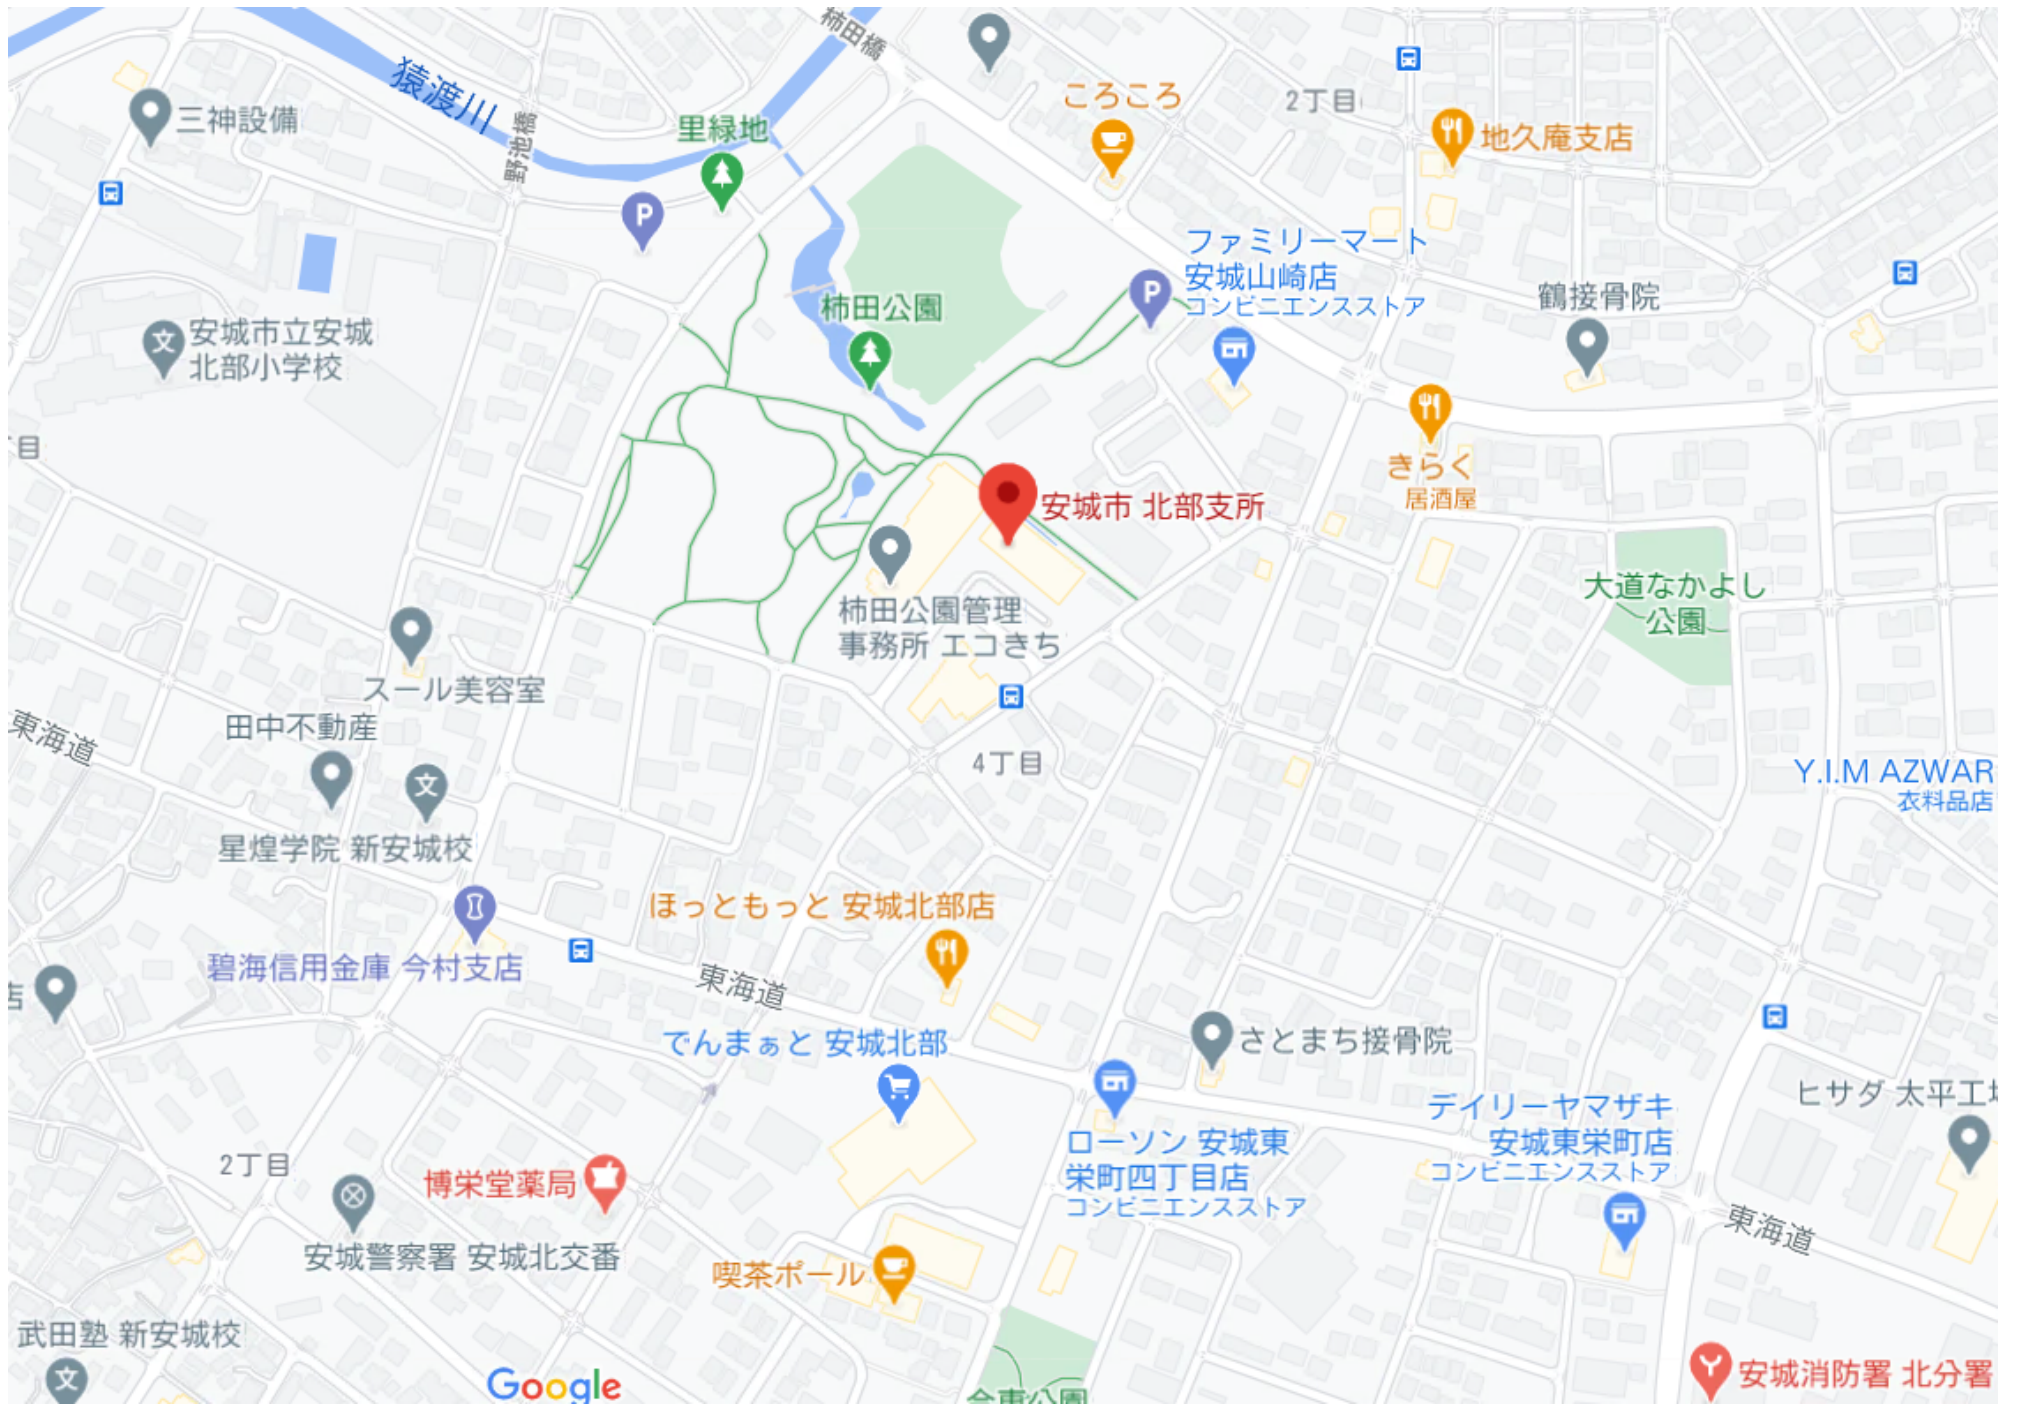 柿田橋
猿渡川
三神設備
野池橋
里緑地
ころころ
2丁目
地久庵支店
ファミリーマート
安城山崎店
コンビニエンスストア
鶴接骨院
柿田公園
安城市立安城
北部小学校
目
きらく
居酒屋
安城市 北部支所
大道なかよし
公園
柿田公園管理
事務所 エコきち
スール美容室
東海道
田中不動産
4丁目
Y.I.M AZWAR
衣料品店
星煌学院 新安城校
ほっともっと 安城北部店
碧海信用金庫 今村支店
東海道
店
でんまぁと 安城北部
さとまち接骨院
ローソン 安城東
栄町四丁目店
コンビニエンスストア
デイリーヤマザキ
安城東栄町店
コンビニエンスストア
ヒサダ 太平工場
2丁目
博栄堂薬局
安城警察署 安城北交番
東海道
喫茶ポール
武田塾 新安城校
Google
安城消防署 北分署